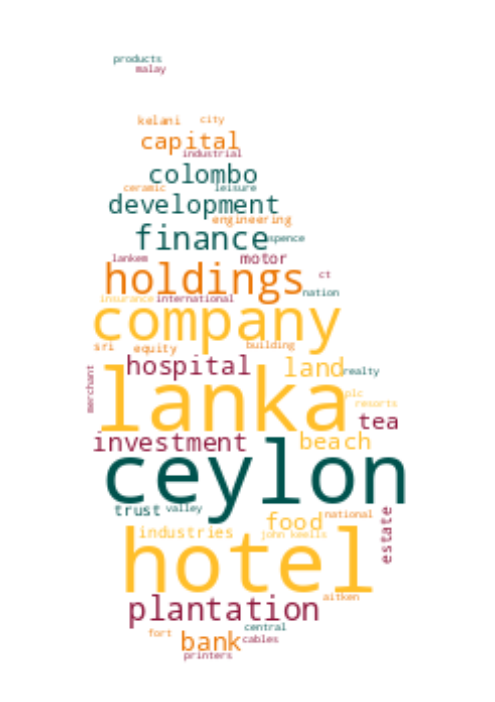 products
malay
kelani city
capital
industrial
colombo
ceramic leisure
development
engineering
finance spence
lankem motor
holdings ct
nation
insurance international
company
sri equity building
hospital land realty
merchant
lanka plc
resorts
tea
investment beach
ceylon
trust valley
food national
estate
industries john keells
hotel
aitken
plantation
fort central
bank cables
printers